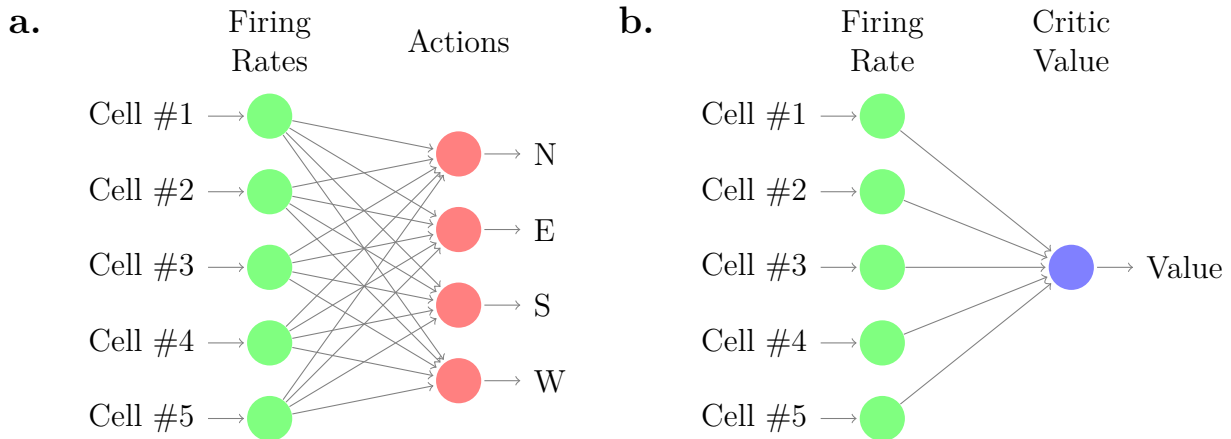 a.
Firing
Rates
Actions
Cell #1
Cell #2
Cell #3
Cell #4
Cell #5
N
E
S
W
b.
Firing
Rate
Critic
Value
Cell #1
Cell #2
Cell #3
Cell #4
Cell #5
Value